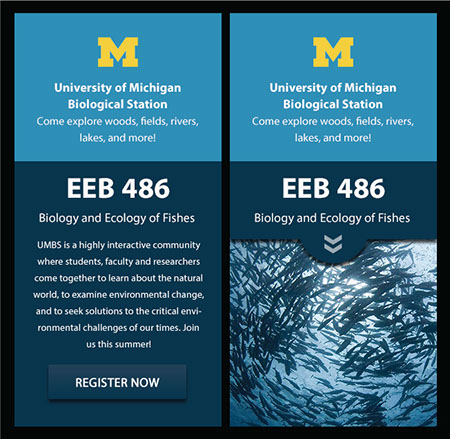 M
University of Michigan
Biological Station
Come explore woods, fields, rivers,
lakes, and more!
EEB 486
Biology and Ecology of Fishes
UMBS is a highly interactive community
where students, faculty and researchers
come together to learn about the natural
world, to examine environmental change,
and to seek solutions to the critical envi-
ronmental challenges of our times. Join
us this summer!
REGISTER NOW
M
University of Michigan
Biological Station
Come explore woods, fields, rivers,
lakes, and more!
EEB 486
Biology and Ecology of Fishes